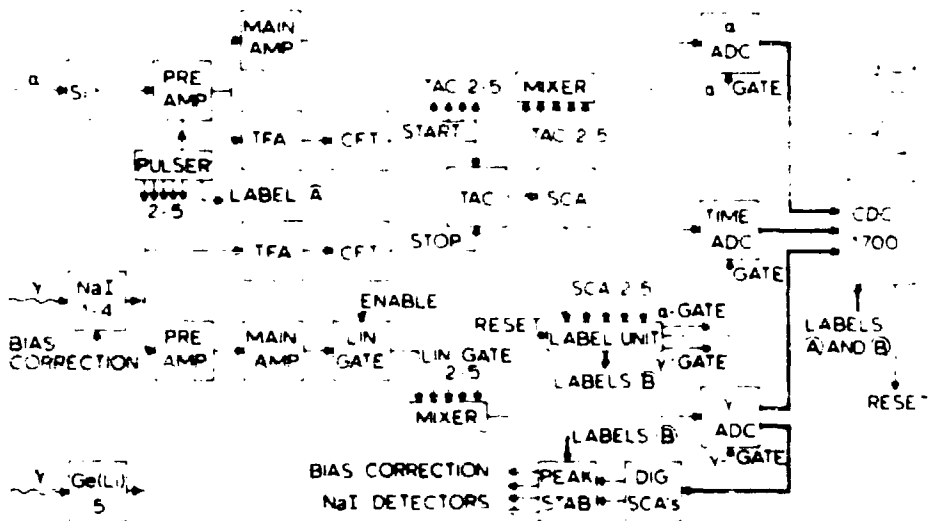 MAIN
AMP
α
ADC
α
PRE
AMP
TAC 2-5
MIXER
α GATE
TFA
CFT
START
TAC 2-5
PULSER
2-5
LABEL A
TAC
SCA
TIME
ADC
CDC
1700
TFA
CFT
STOP
GATE
γ
NaI
1-4
ENABLE
SCA 2-5
α-GATE
BIAS
CORRECTION
PRE
AMP
MAIN
AMP
LIN
GATE
RESET
LABEL UNIT
LABELS
A AND B
LIN GATE
2-5
γ GATE
LABELS B
MIXER
RESET
γ
ADC
LABELS B
γ GATE
γ
Ge(Li)
5
BIAS CORRECTION
NaI DETECTORS
PEAK
STAB
DIG
SCA's